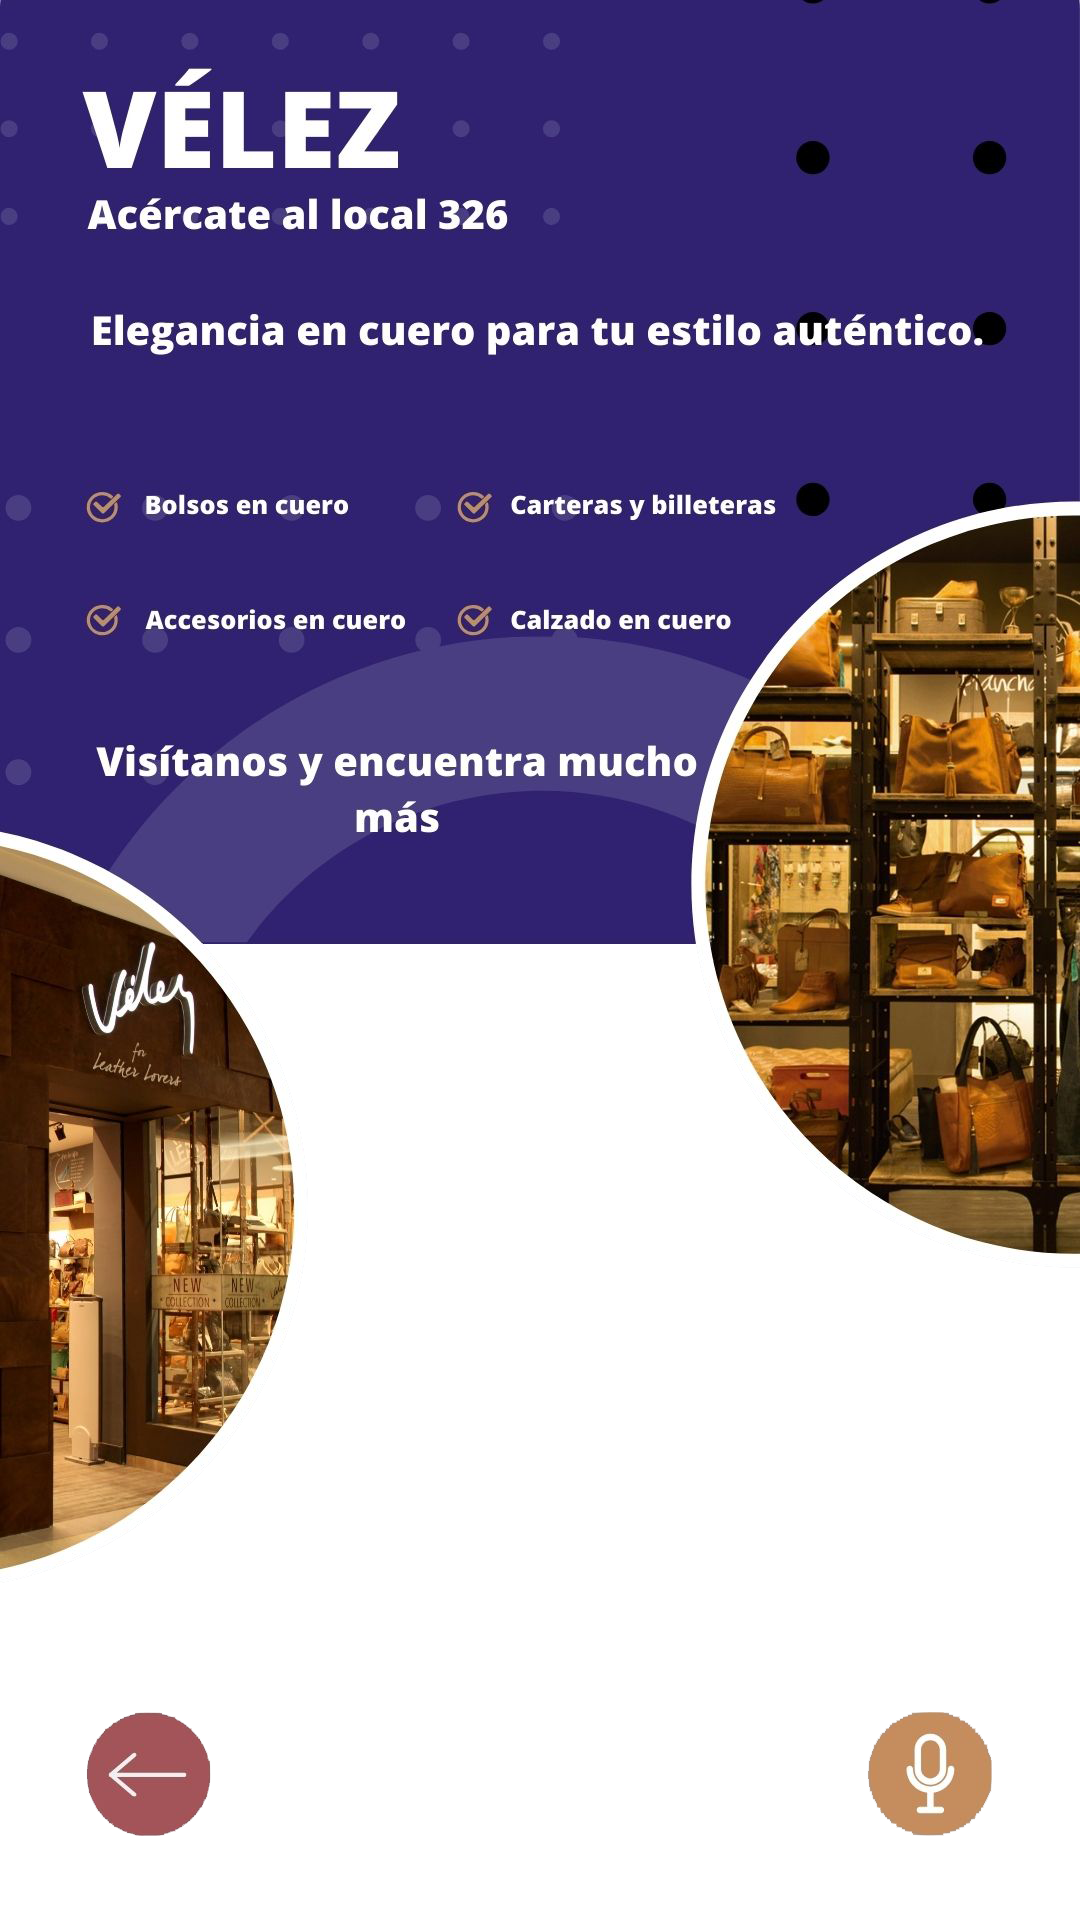 VÉLEZ
Acércate al local 326
Elegancia en cuero para tu estilo auténtico.
Bolsos en cuero
Carteras y billeteras
Accesorios en cuero
Calzado en cuero
Visítanos y encuentra mucho
más
Vélez
for
Leather Lovers
NEW
COLLECTION
NEW
COLLECTION